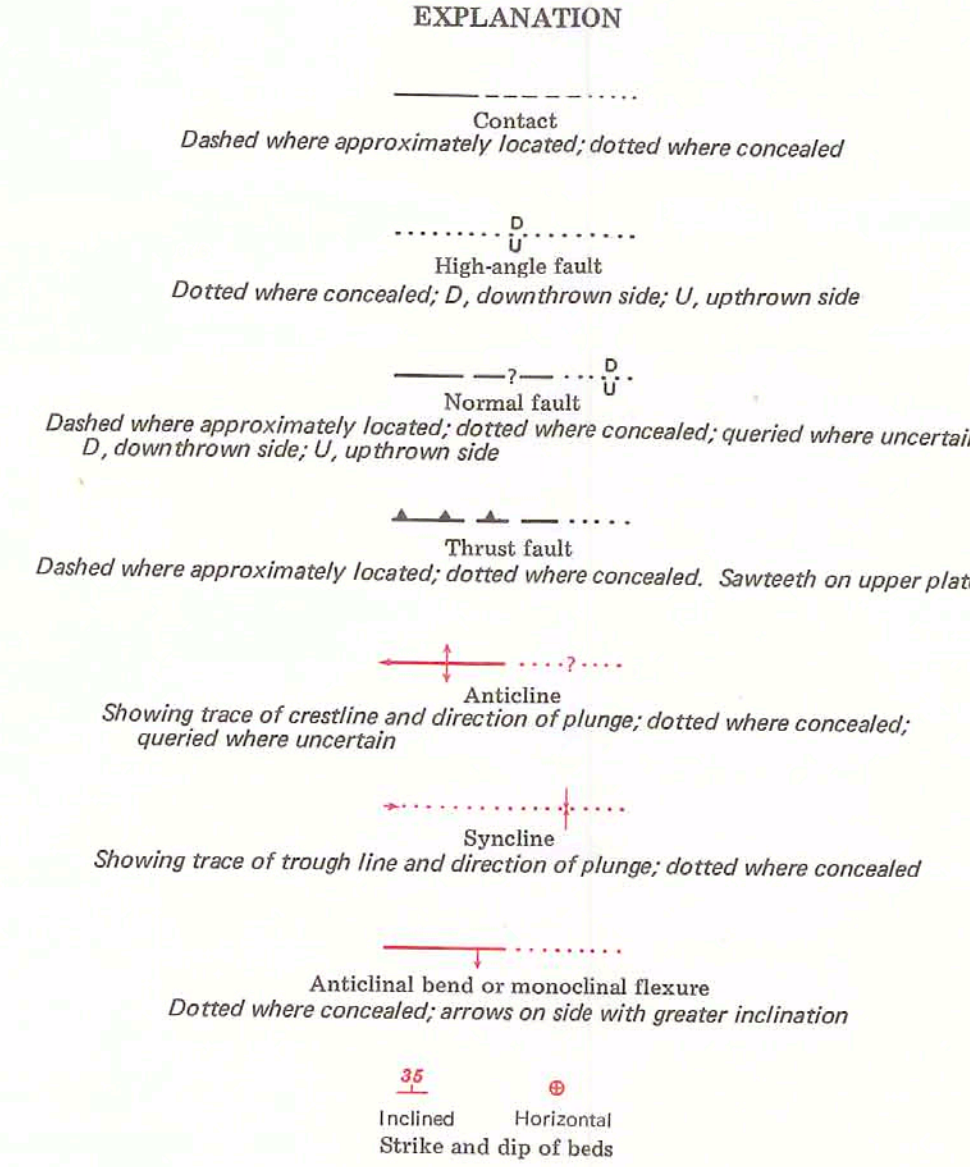 EXPLANATION
Contact
Dashed where approximately located; dotted where concealed
D
U
High-angle fault
Dotted where concealed; D, downthrown side; U, upthrown side
?
D
U
Normal fault
Dashed where approximately located; dotted where concealed; queried where
D, downthrown side; U, upthrown side
Thrust fault
Dashed where approximately located; dotted where concealed. Sawteeth on upper
?
Anticline
Showing trace of crestline and direction of plunge; dotted where concealed;
queried where uncertain
Syncline
Showing trace of trough line and direction of plunge; dotted where concealed
Anticlinal bend or monoclinal flexure
Dotted where concealed; arrows on side with greater inclination
35
Inclined Horizontal
Strike and dip of beds